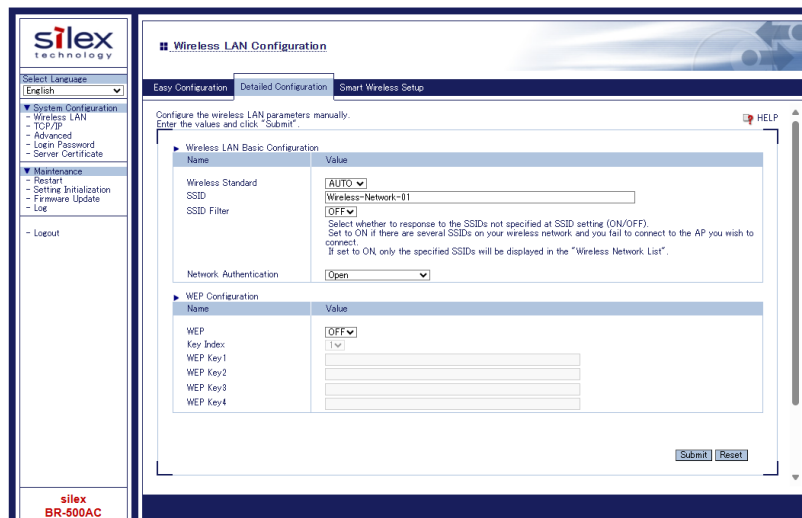 silex
technology
Select Language
English
▼ System Configuration
- Wireless LAN
- TCP/IP
- Advanced
- Login Password
- Server Certificate
▼ Maintenance
- Restart
- Setting Initialization
- Firmware Update
- Log
- Logout
silex
BR-500AC
Wireless LAN Configuration
Easy Configuration Detailed Configuration Smart Wireless Setup
Configure the wireless LAN parameters manually.
Enter the values and click "Submit".
HELP
Wireless LAN Basic Configuration
Name Value
Wireless Standard AUTO
SSID Wireless-Network-01
SSID Filter OFF
Select whether to response to the SSIDs not specified at SSID setting (ON/OFF).
Set to ON if there are several SSIDs on your wireless network and you fail to connect to the AP you wish to
connect.
If set to ON, only the specified SSIDs will be displayed in the "Wireless Network List".
Network Authentication Open
WEP Configuration
Name Value
WEP OFF
Key Index 1
WEP Key1
WEP Key2
WEP Key3
WEP Key4
Submit Reset